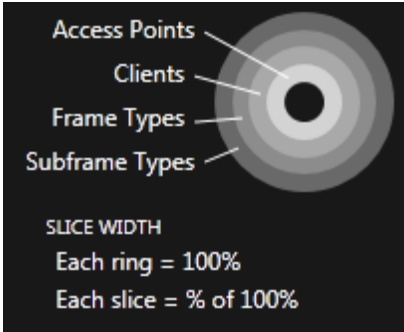 Access Points
Clients
Frame Types
Subframe Types
SLICE WIDTH
Each ring = 100%
Each slice = % of 100%